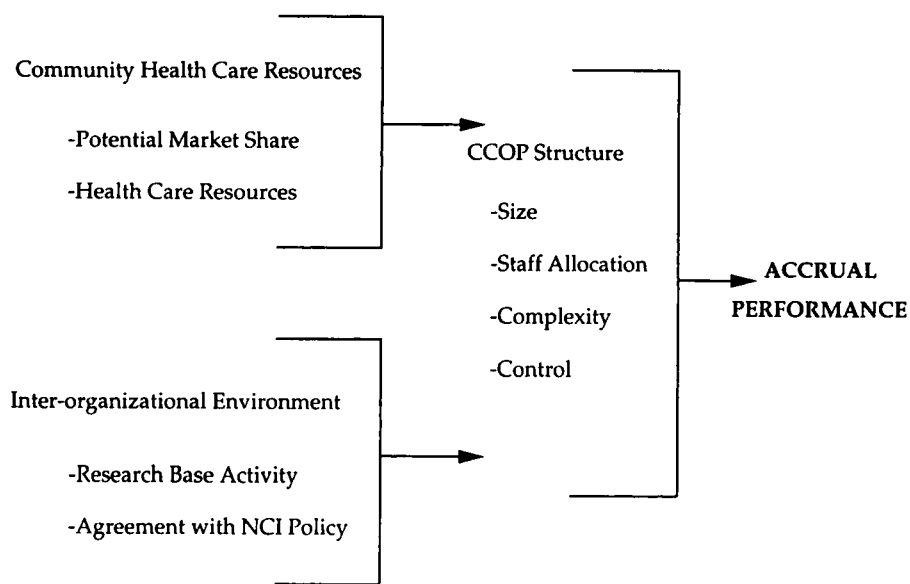 Community Health Care Resources
-Potential Market Share
-Health Care Resources
Inter-organizational Environment
-Research Base Activity
-Agreement with NCI Policy
CCOP Structure
-Size
-Staff Allocation
-Complexity
-Control
ACCRUAL
PERFORMANCE